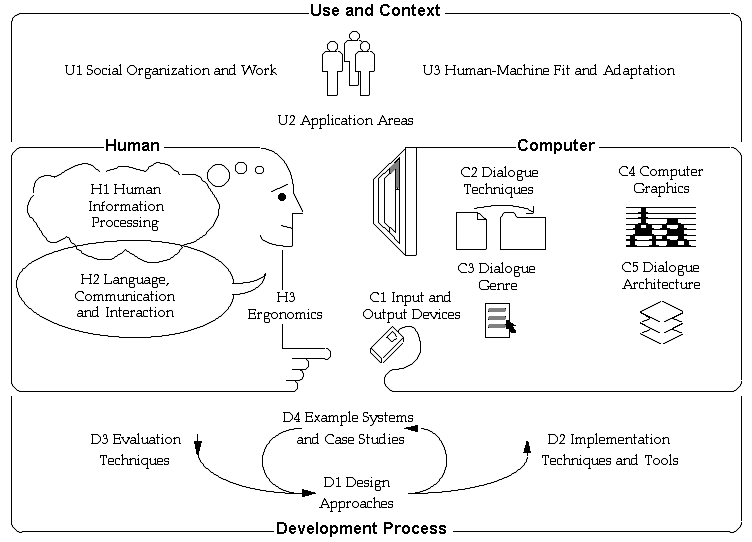 Use and Context
U1 Social Organization and Work
U3 Human-Machine Fit and Adaptation
U2 Application Areas
Human
Computer
H1 Human
Information
Processing
H2 Language,
Communication
and Interaction
H3
Ergonomics
C2 Dialogue
Techniques
C4 Computer
Graphics
C3 Dialogue
Genre
C5 Dialogue
Architecture
C1 Input and
Output Devices
D4 Example Systems
and Case Studies
D3 Evaluation
Techniques
D2 Implementation
Techniques and Tools
D1 Design
Approaches
Development Process